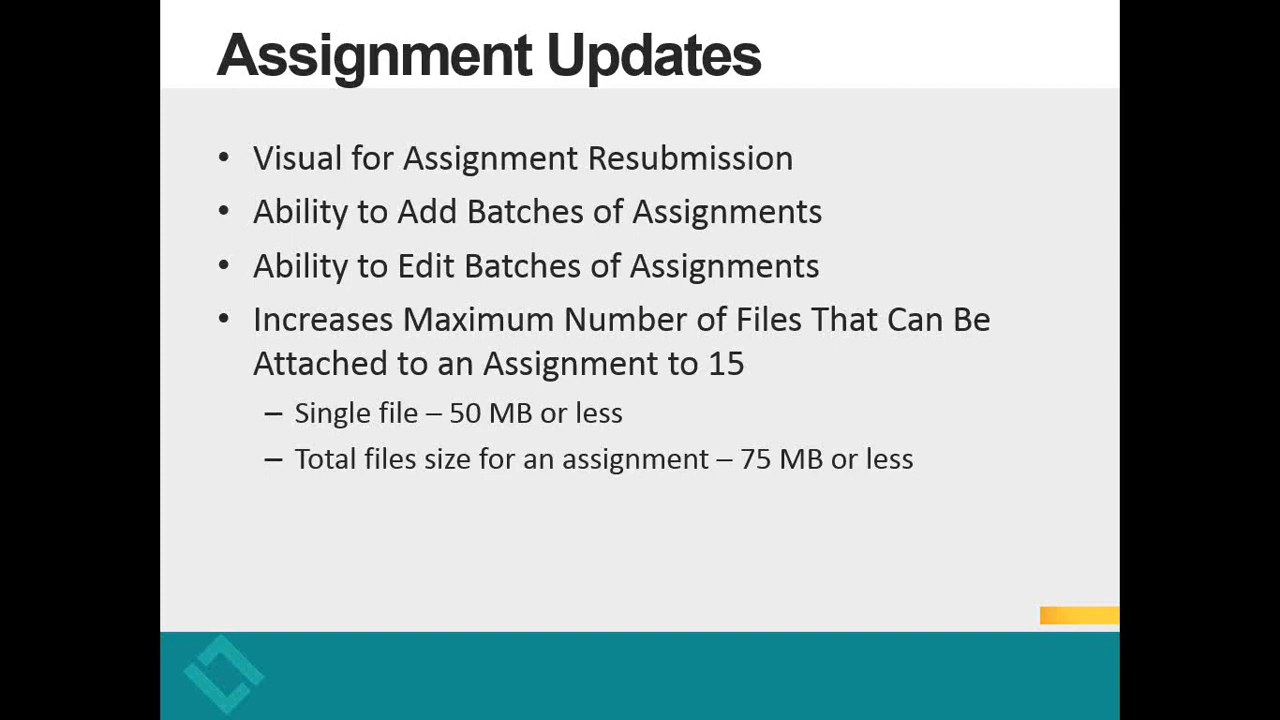 Assignment Updates
• Visual for Assignment Resubmission
• Ability to Add Batches of Assignments
• Ability to Edit Batches of Assignments
• Increases Maximum Number of Files That Can Be
Attached to an Assignment to 15
– Single file – 50 MB or less
– Total files size for an assignment – 75 MB or less